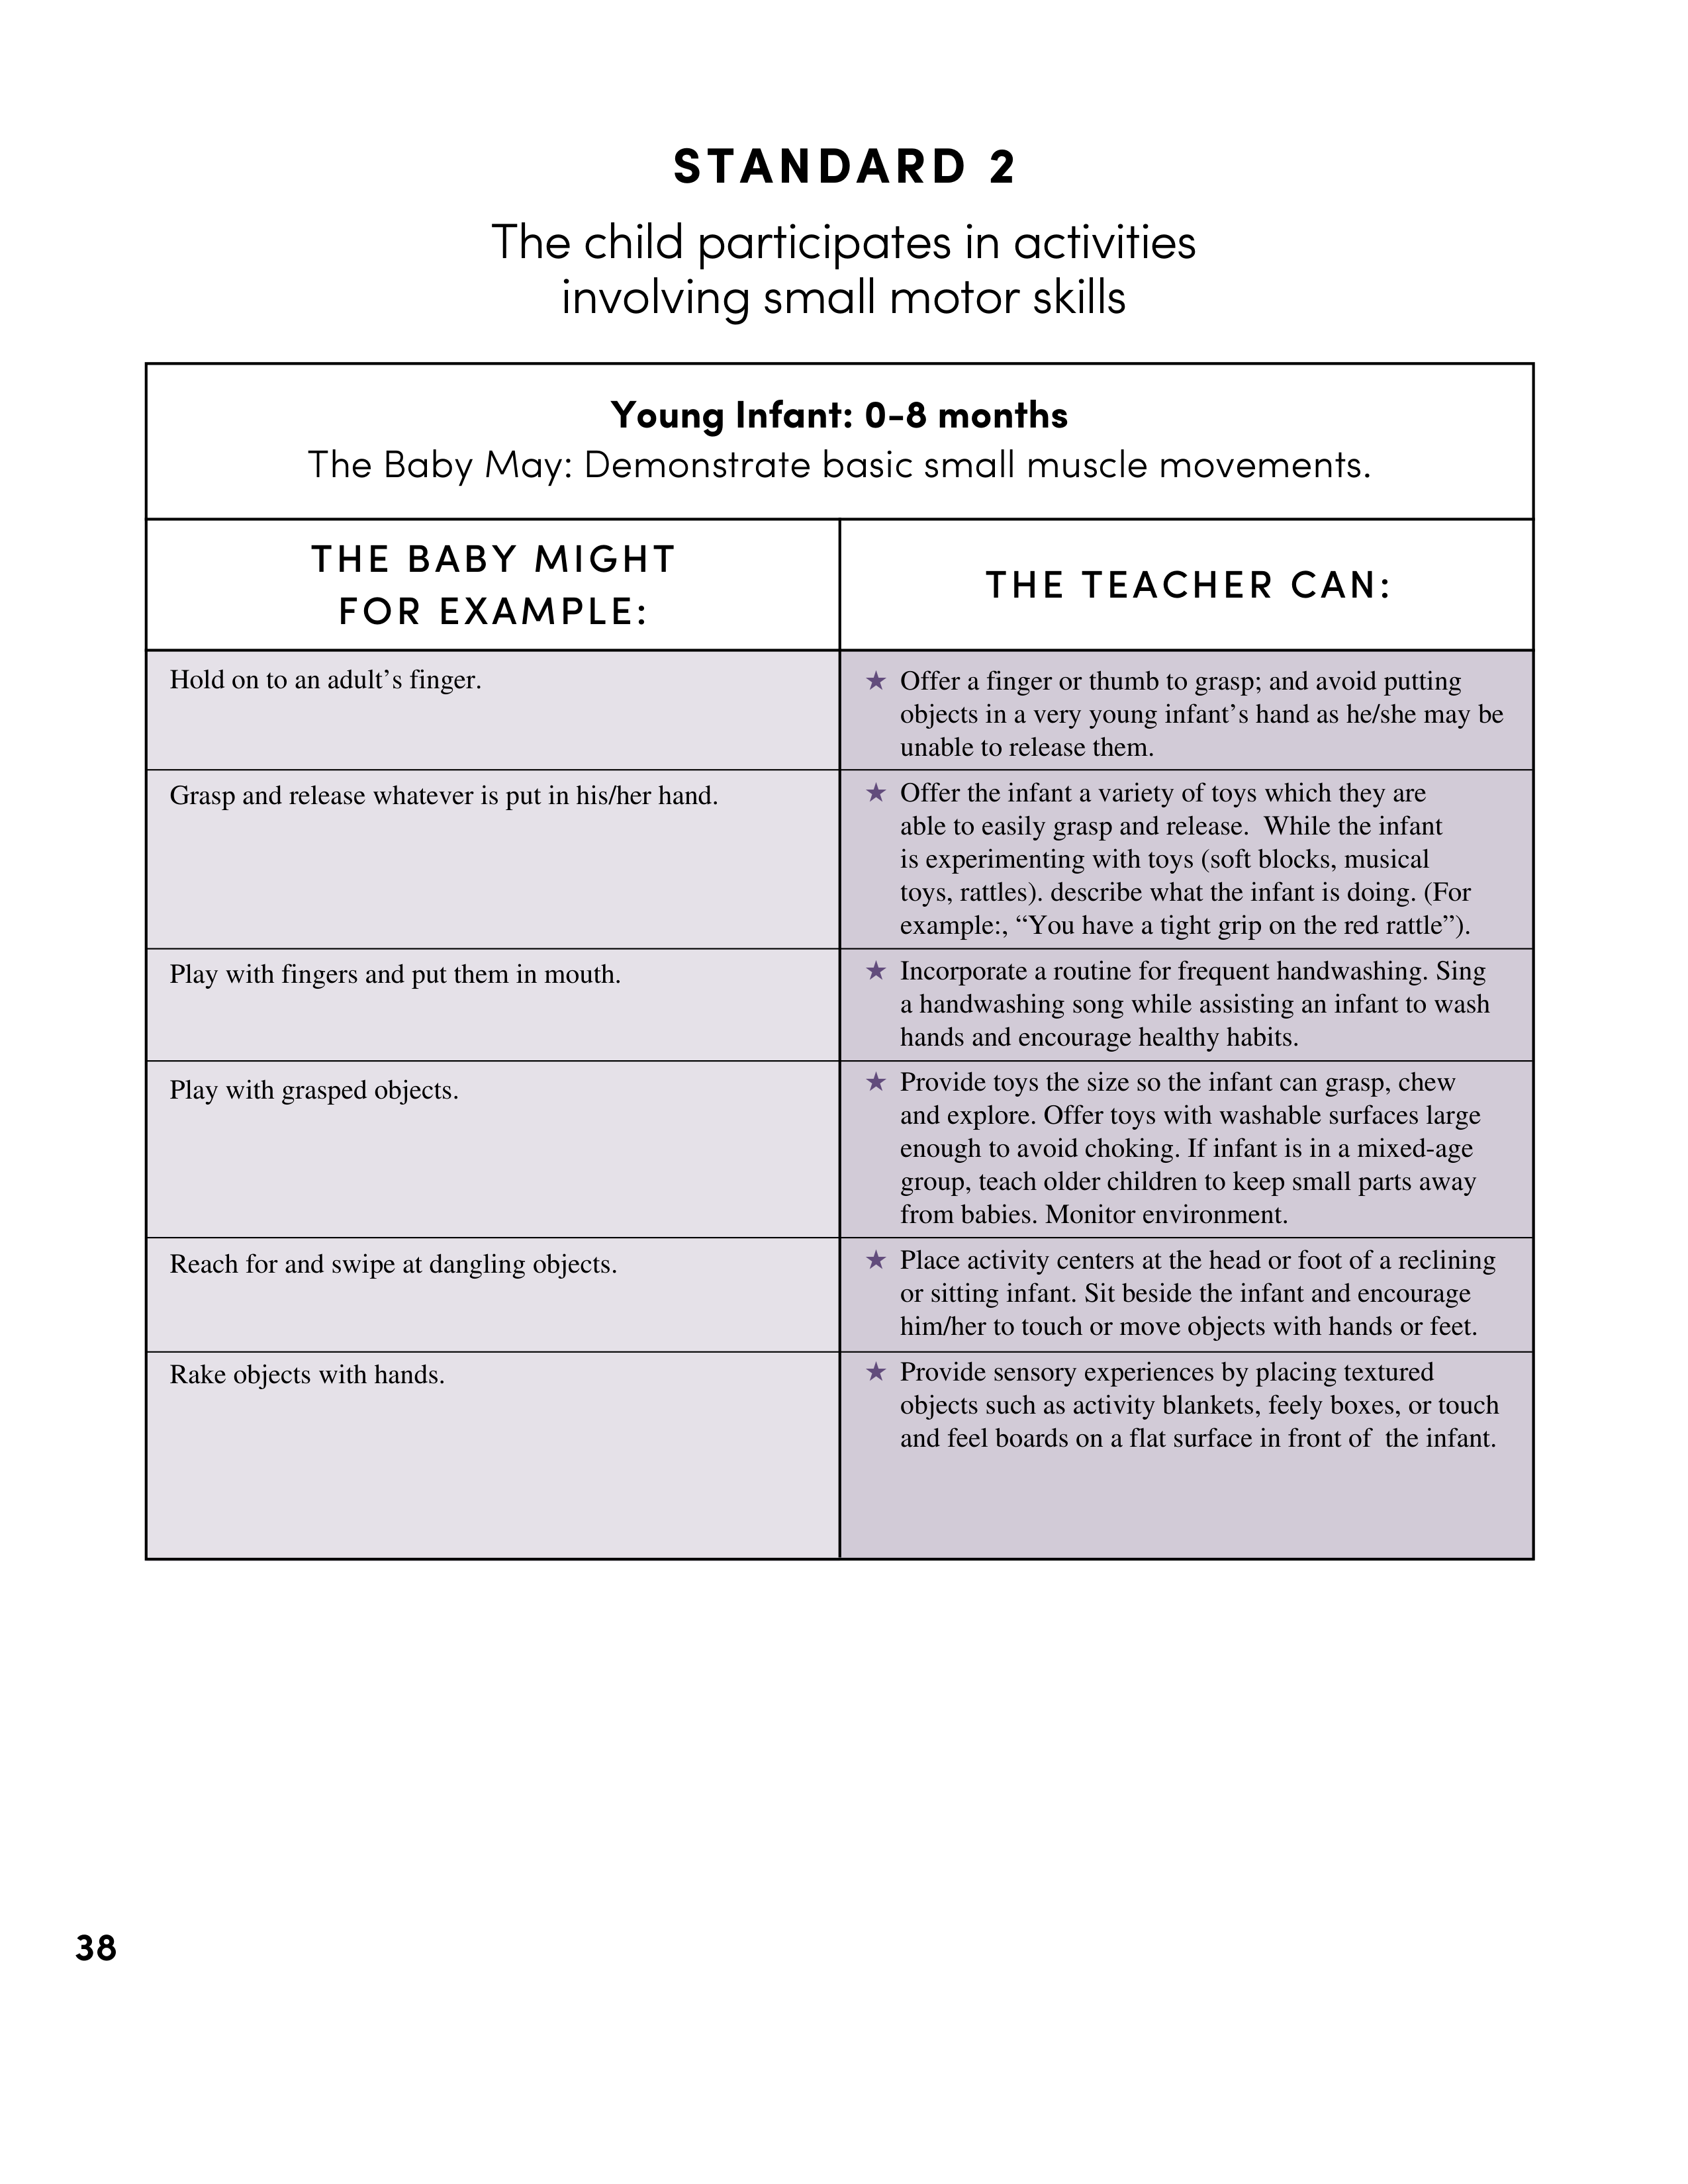 STANDARD 2
The child participates in activities
involving small motor skills
Young Infant: 0-8 months
The Baby May: Demonstrate basic small muscle movements.
THE BABY MIGHT
FOR EXAMPLE:
THE TEACHER CAN:
Hold on to an adult’s finger.
★ Offer a finger or thumb to grasp; and avoid putting
objects in a very young infant’s hand as he/she may be
unable to release them.
Grasp and release whatever is put in his/her hand.
★ Offer the infant a variety of toys which they are
able to easily grasp and release.  While the infant
is experimenting with toys (soft blocks, musical
toys, rattles). describe what the infant is doing. (For
example:, “You have a tight grip on the red rattle”).
Play with fingers and put them in mouth.
★ Incorporate a routine for frequent handwashing. Sing
a handwashing song while assisting an infant to wash
hands and encourage healthy habits.
Play with grasped objects.
★ Provide toys the size so the infant can grasp, chew
and explore. Offer toys with washable surfaces large
enough to avoid choking. If infant is in a mixed-age
group, teach older children to keep small parts away
from babies. Monitor environment.
Reach for and swipe at dangling objects.
★ Place activity centers at the head or foot of a reclining
or sitting infant. Sit beside the infant and encourage
him/her to touch or move objects with hands or feet.
Rake objects with hands.
★ Provide sensory experiences by placing textured
objects such as activity blankets, feely boxes, or touch
and feel boards on a flat surface in front of  the infant.
38